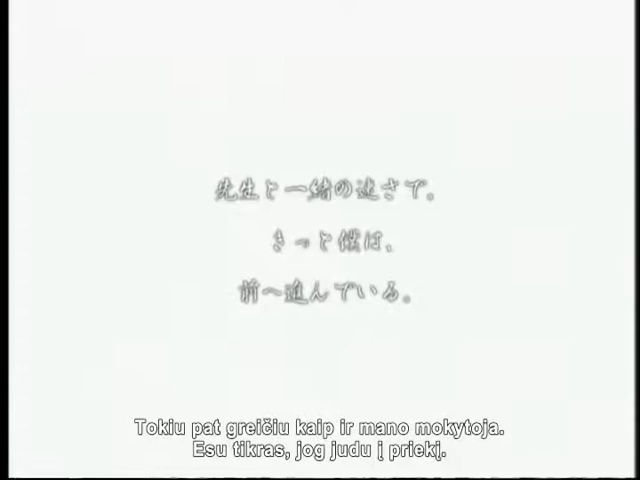 先生と一緒の速さで。
きっと僕は、
前へ進んでいる。
Tokiu pat greičiu kaip ir mano mokytoja.
Esu tikras, jog judu į priekį.